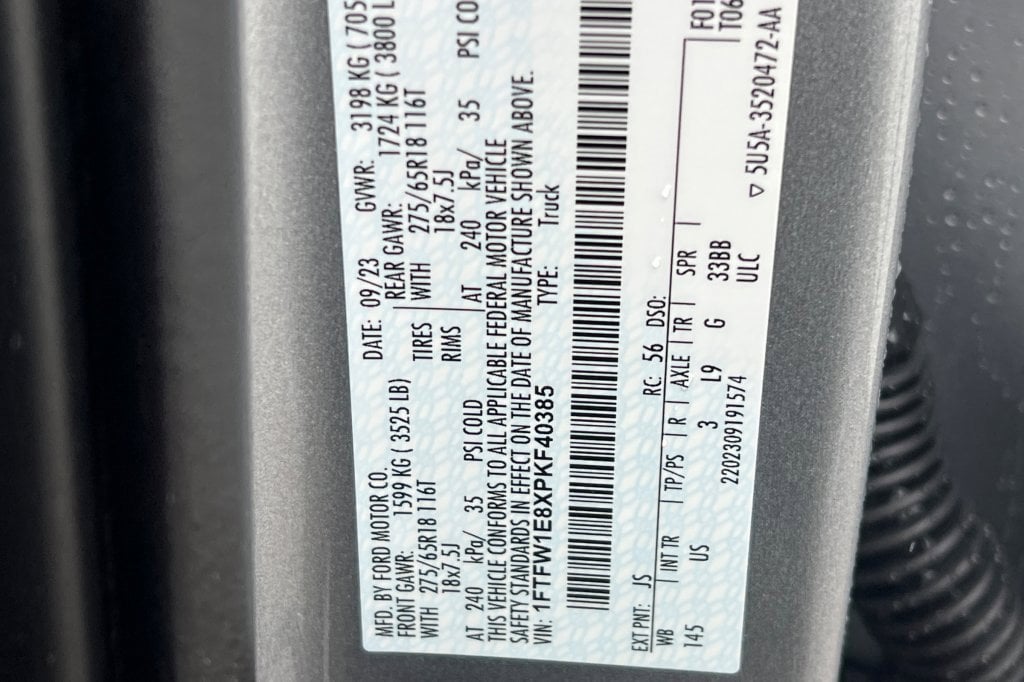 MFD. BY FORD MOTOR CO. DATE: 09/23 GVWR: 3198 KG ( 705
FRONT GAWR: 1599 KG ( 3525 LB) REAR GAWR: 1724 KG ( 3800 L
WITH 275/65R18 116T TIRES WITH 275/65R18 116T
18x7.5J RIMS 18x7.5J
AT 240 kPa/ 35 PSI COLD AT 240 kPa/ 35 PSI CO
THIS VEHICLE CONFORMS TO ALL APPLICABLE FEDERAL MOTOR VEHICLE
SAFETY STANDARDS IN EFFECT ON THE DATE OF MANUFACTURE SHOWN ABOVE.
VIN: 1FTFW1E8XPKF40385 TYPE: Truck
EXT PNT: JS RC: 56 DSO: F01
WB INT TR TP/PS R AXLE TR SPR T06
145 US 3 L9 G 33BB
ULC
2202309191574
▽ 5U5A-3520472-AA